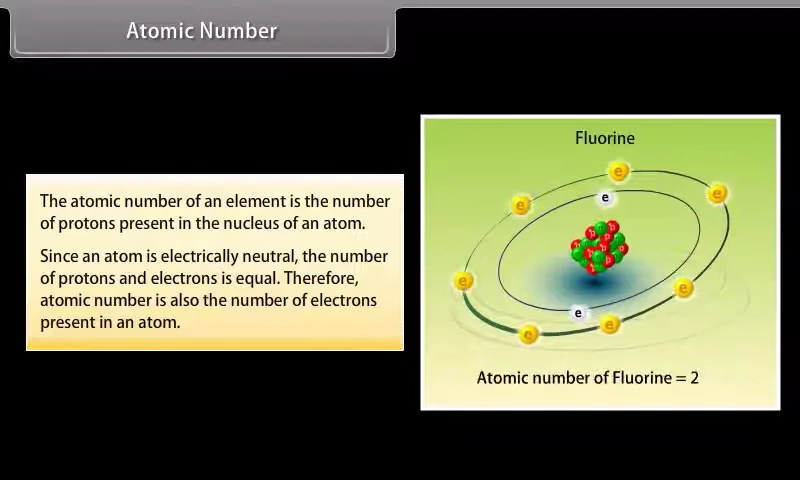 Atomic Number
The atomic number of an element is the number
of protons present in the nucleus of an atom.
Since an atom is electrically neutral, the number
of protons and electrons is equal. Therefore,
atomic number is also the number of electrons
present in an atom.
Fluorine
e
e
e
e
e
e
e
e
e
p
p
p
p
p
p
Atomic number of Fluorine = 2